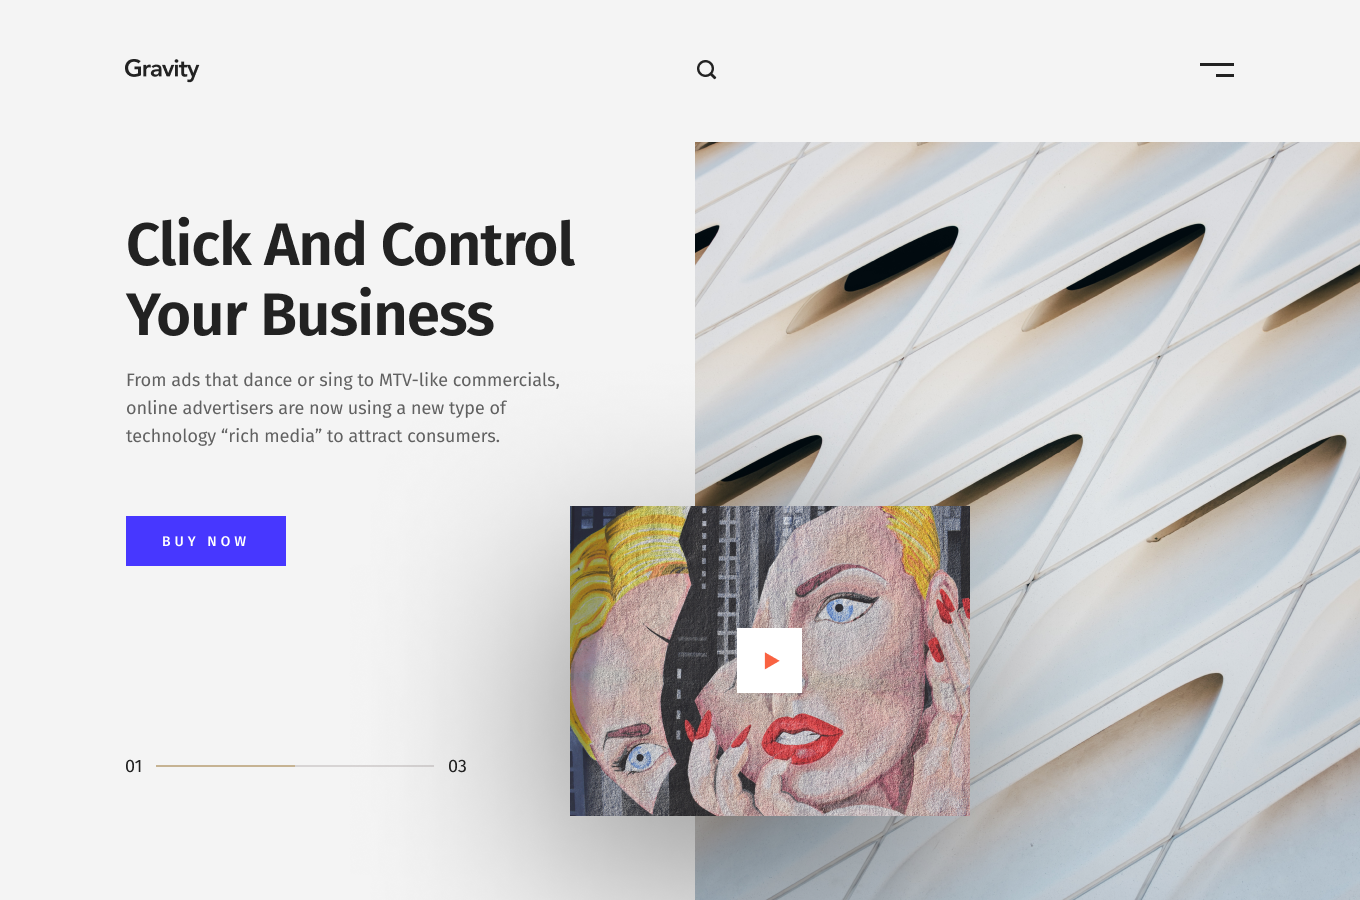 Gravity
Click And Control
Your Business
From ads that dance or sing to MTV-like commercials,
online advertisers are now using a new type of
technology “rich media” to attract consumers.
BUY NOW
01
03